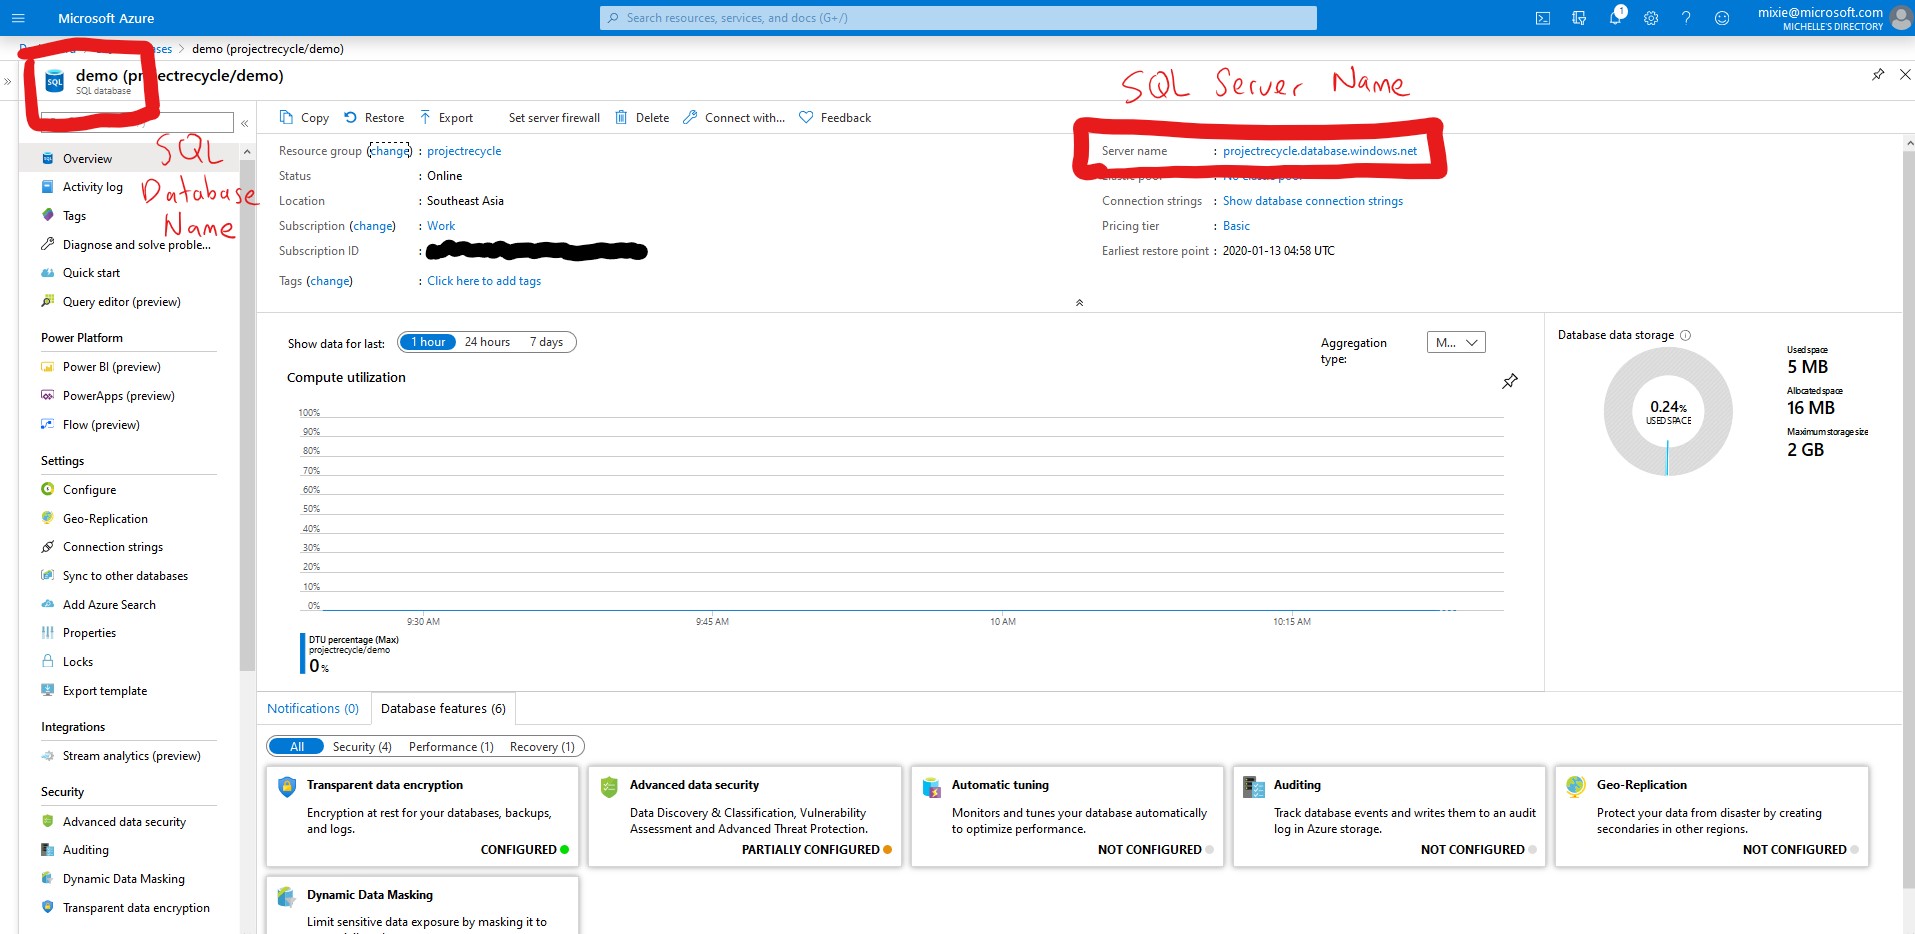 Microsoft Azure
Search resources, services, and docs (G+/)
1
mixie@microsoft.com
MICHELLE'S DIRECTORY
demo (projectrecycle/demo)
demo (projectrecycle/demo)
SQL database
SQL
SQL Server Name
SQL
Database
Name
Copy
Restore
Export
Set server firewall
Delete
Connect with...
Feedback
Resource group (change) : projectrecycle
Status : Online
Location : Southeast Asia
Subscription (change) : Work
Subscription ID :
Tags (change) : Click here to add tags
Server name : projectrecycle.database.windows.net
Elastic pool : No elastic pool
Connection strings : Show database connection strings
Pricing tier : Basic
Earliest restore point : 2020-01-13 04:58 UTC
Overview
Activity log
Tags
Diagnose and solve proble...
Quick start
Query editor (preview)
Power Platform
Power BI (preview)
PowerApps (preview)
Flow (preview)
Settings
Configure
Geo-Replication
Connection strings
Sync to other databases
Add Azure Search
Properties
Locks
Export template
Integrations
Stream analytics (preview)
Security
Advanced data security
Auditing
Dynamic Data Masking
Transparent data encryption
Show data for last:
1 hour
24 hours
7 days
Aggregation
type:
M...
Compute utilization
100%
90%
80%
70%
60%
50%
40%
30%
20%
10%
0%
9:30 AM
9:45 AM
10 AM
10:15 AM
DTU percentage (Max)
projectrecycle/demo
0 %
Database data storage
0.24%
USED SPACE
Used space
5 MB
Allocated space
16 MB
Maximum storage size
2 GB
Notifications (0)
Database features (6)
All
Security (4)
Performance (1)
Recovery (1)
Transparent data encryption
Encryption at rest for your databases, backups,
and logs.
CONFIGURED
Advanced data security
Data Discovery & Classification, Vulnerability
Assessment and Advanced Threat Protection.
PARTIALLY CONFIGURED
Automatic tuning
Monitors and tunes your database automatically
to optimize performance.
NOT CONFIGURED
Auditing
Track database events and writes them to an audit
log in Azure storage.
NOT CONFIGURED
Geo-Replication
Protect your data from disaster by creating
secondaries in other regions.
NOT CONFIGURED
Dynamic Data Masking
Limit sensitive data exposure by masking it to